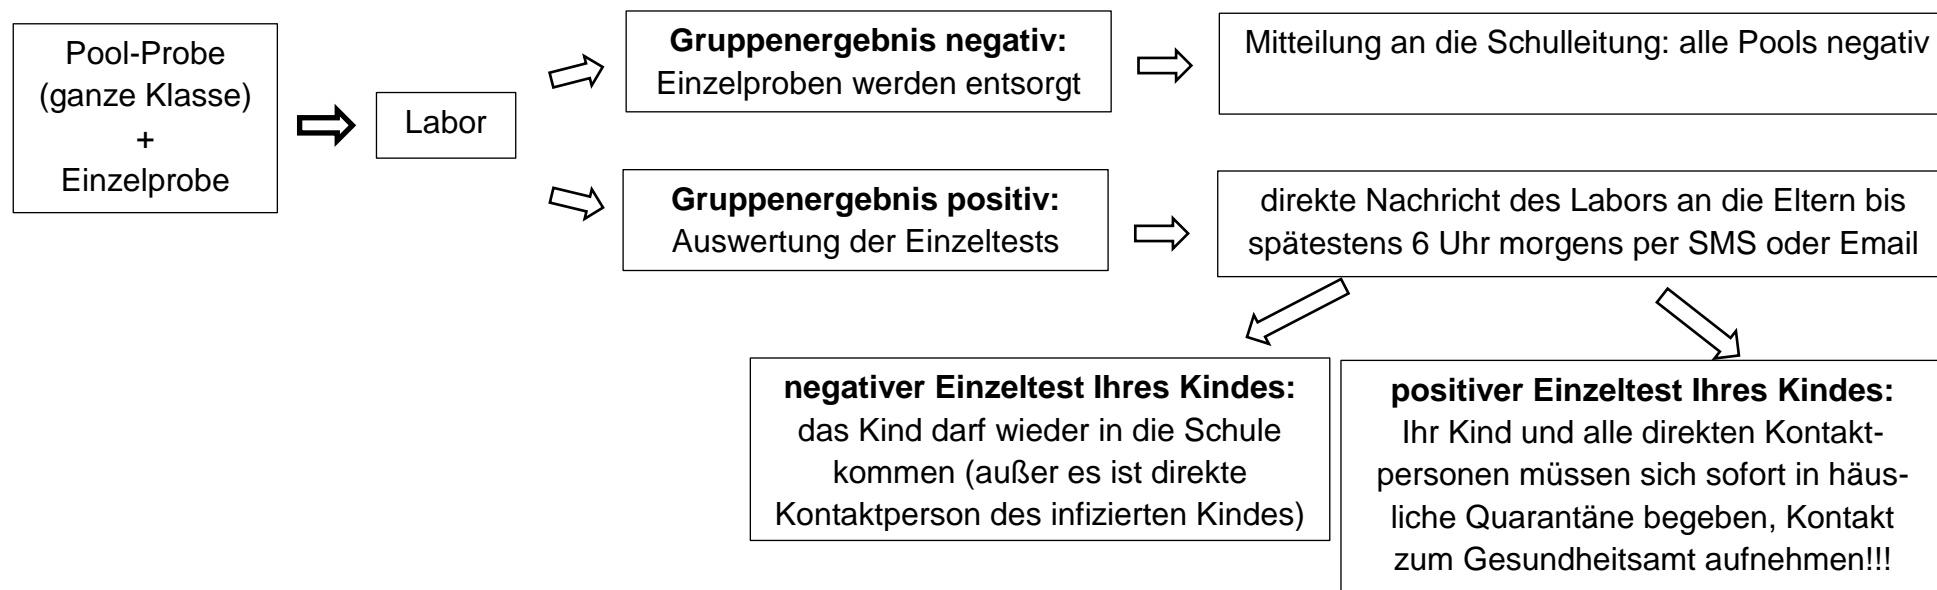 Pool-Probe
(ganze Klasse)
+
Einzelprobe
Labor
Gruppenergebnis negativ:
Einzelproben werden entsorgt
Mitteilung an die Schulleitung: alle Pools negativ
Gruppenergebnis positiv:
Auswertung der Einzeltests
direkte Nachricht des Labors an die Eltern bis
spätestens 6 Uhr morgens per SMS oder Email
negativer Einzeltest Ihres Kindes:
das Kind darf wieder in die Schule
kommen (außer es ist direkte
Kontaktperson des infizierten Kindes)
positiver Einzeltest Ihres Kindes:
Ihr Kind und alle direkten Kontakt-
personen müssen sich sofort in häus-
liche Quarantäne begeben, Kontakt
zum Gesundheitsamt aufnehmen!!!